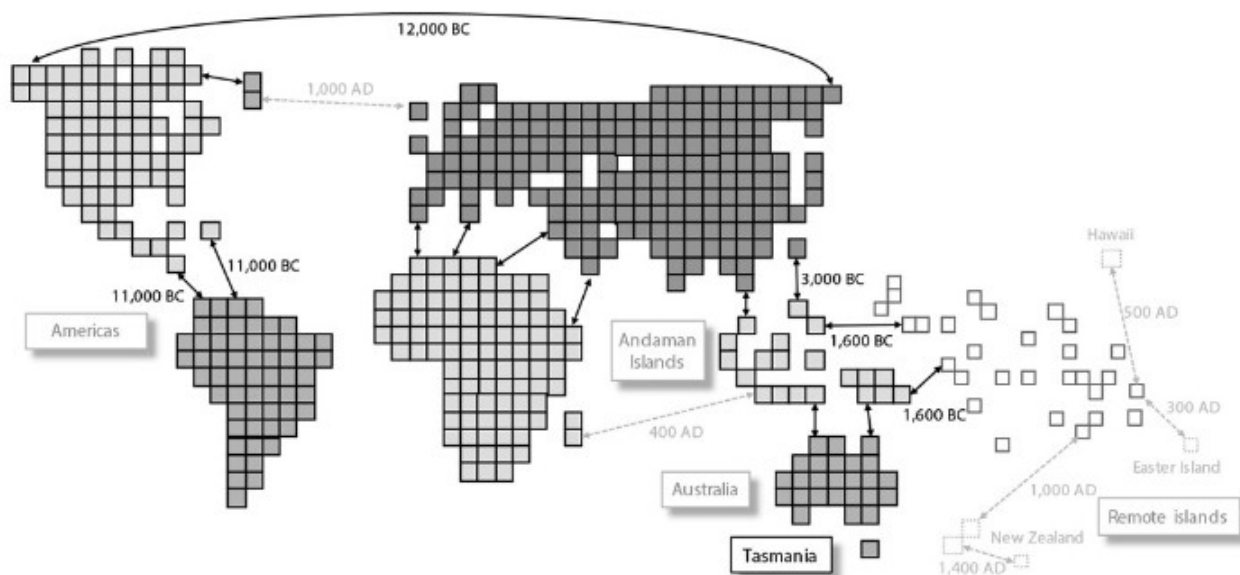 12,000 BC
1,000 AD
Hawaii
11,000 BC
3,000 BC
11,000 BC
500 AD
Americas
Andaman
Islands
1,600 BC
1,600 BC
300 AD
400 AD
Easter Island
Australia
1,000 AD
Remote islands
New Zealand
Tasmania
1,400 AD